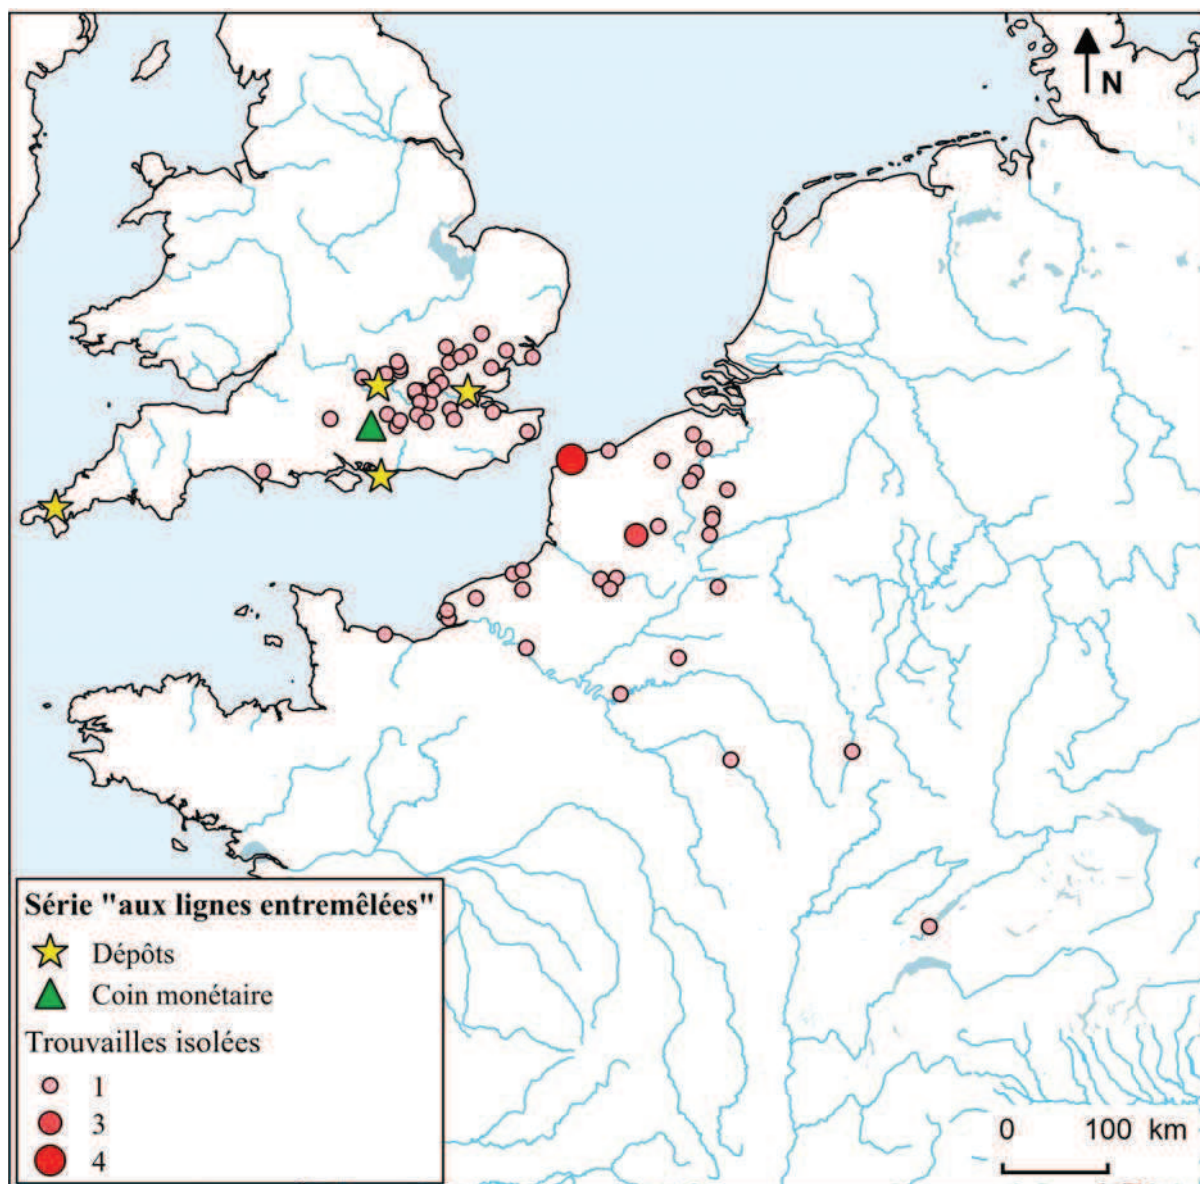 N
Série "aux lignes entremêlées"
Dépôts
Coin monétaire
Trouvailles isolées
1
3
4
0 100 km